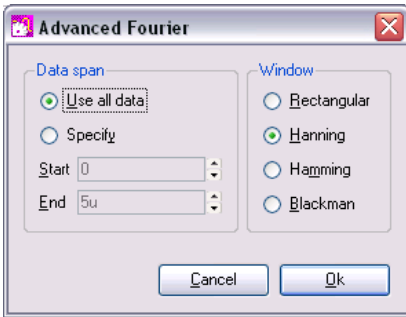 Advanced Fourier
Data span
Use all data
Specify
Start 0
End 5u
Window
Rectangular
Hanning
Hamming
Blackman
Cancel Ok